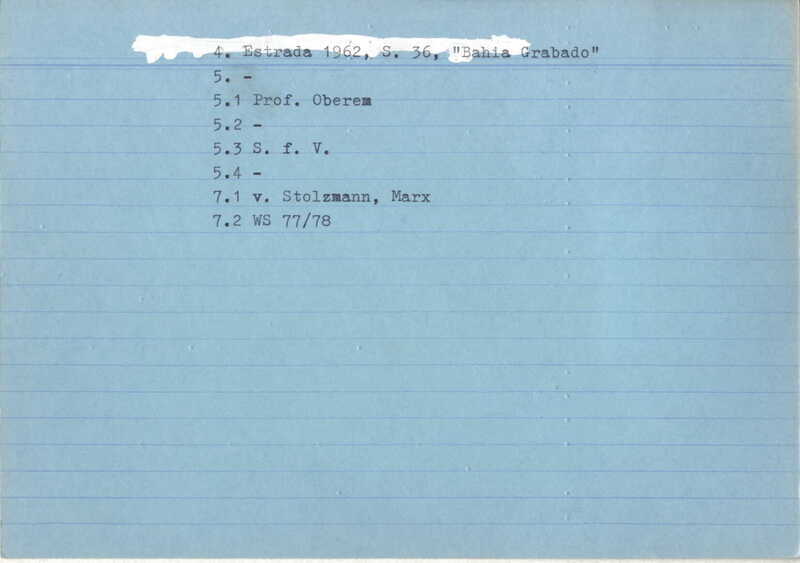 4. Estrada 1962, S. 36, "Bahia Grabado"
5. -
5.1 Prof. Oberem
5.2 -
5.3 S. f. V.
5.4 -
7.1 v. Stolzmann, Marx
7.2 WS 77/78